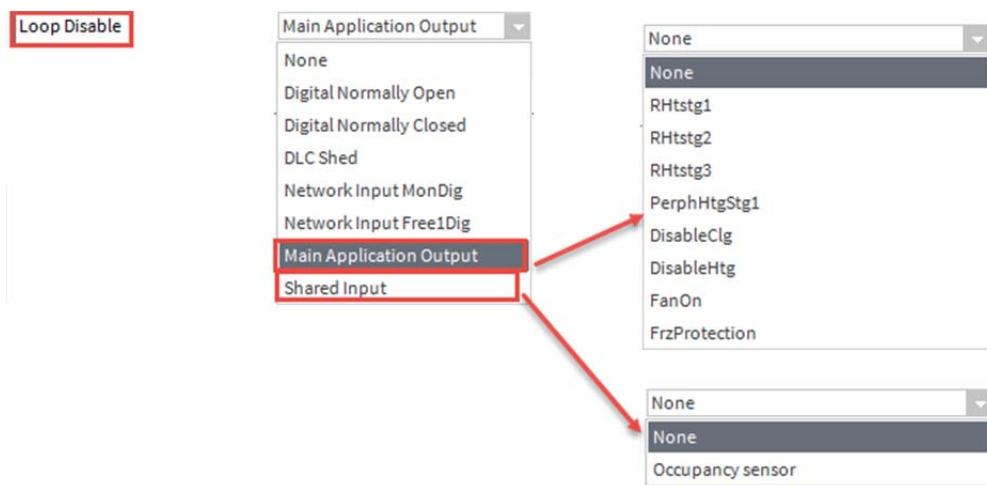 Loop Disable
Main Application Output
None
Digital Normally Open
Digital Normally Closed
DLC Shed
Network Input MonDig
Network Input Free1Dig
Main Application Output
Shared Input
None
None
RHtstg1
RHtstg2
RHtstg3
PerphHtgStg1
DisableClg
DisableHtg
FanOn
FrzProtection
None
None
Occupancy sensor